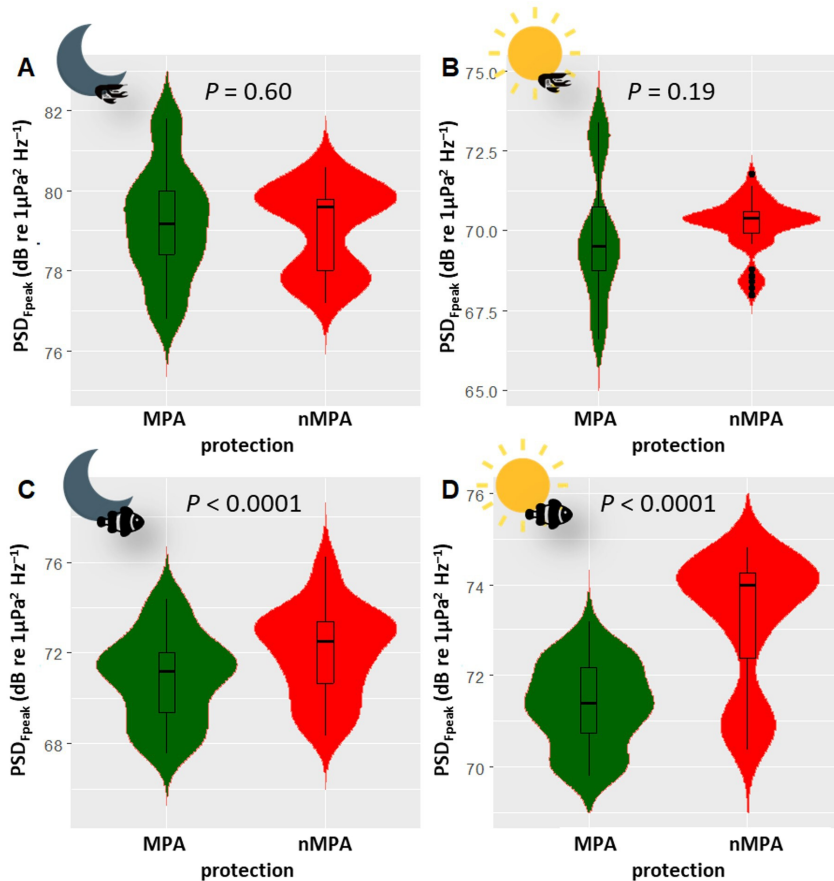 A
P = 0.60
PSDFpeak (dB re 1µPa² Hz⁻¹)
82
80
78
76
MPA nMPA
protection
B
P = 0.19
PSDFpeak (dB re 1µPa² Hz⁻¹)
75.0
72.5
70.0
67.5
65.0
MPA nMPA
protection
C
P < 0.0001
PSDFpeak (dB re 1µPa² Hz⁻¹)
76
72
68
MPA nMPA
protection
D
P < 0.0001
PSDFpeak (dB re 1µPa² Hz⁻¹)
76
74
72
70
MPA nMPA
protection